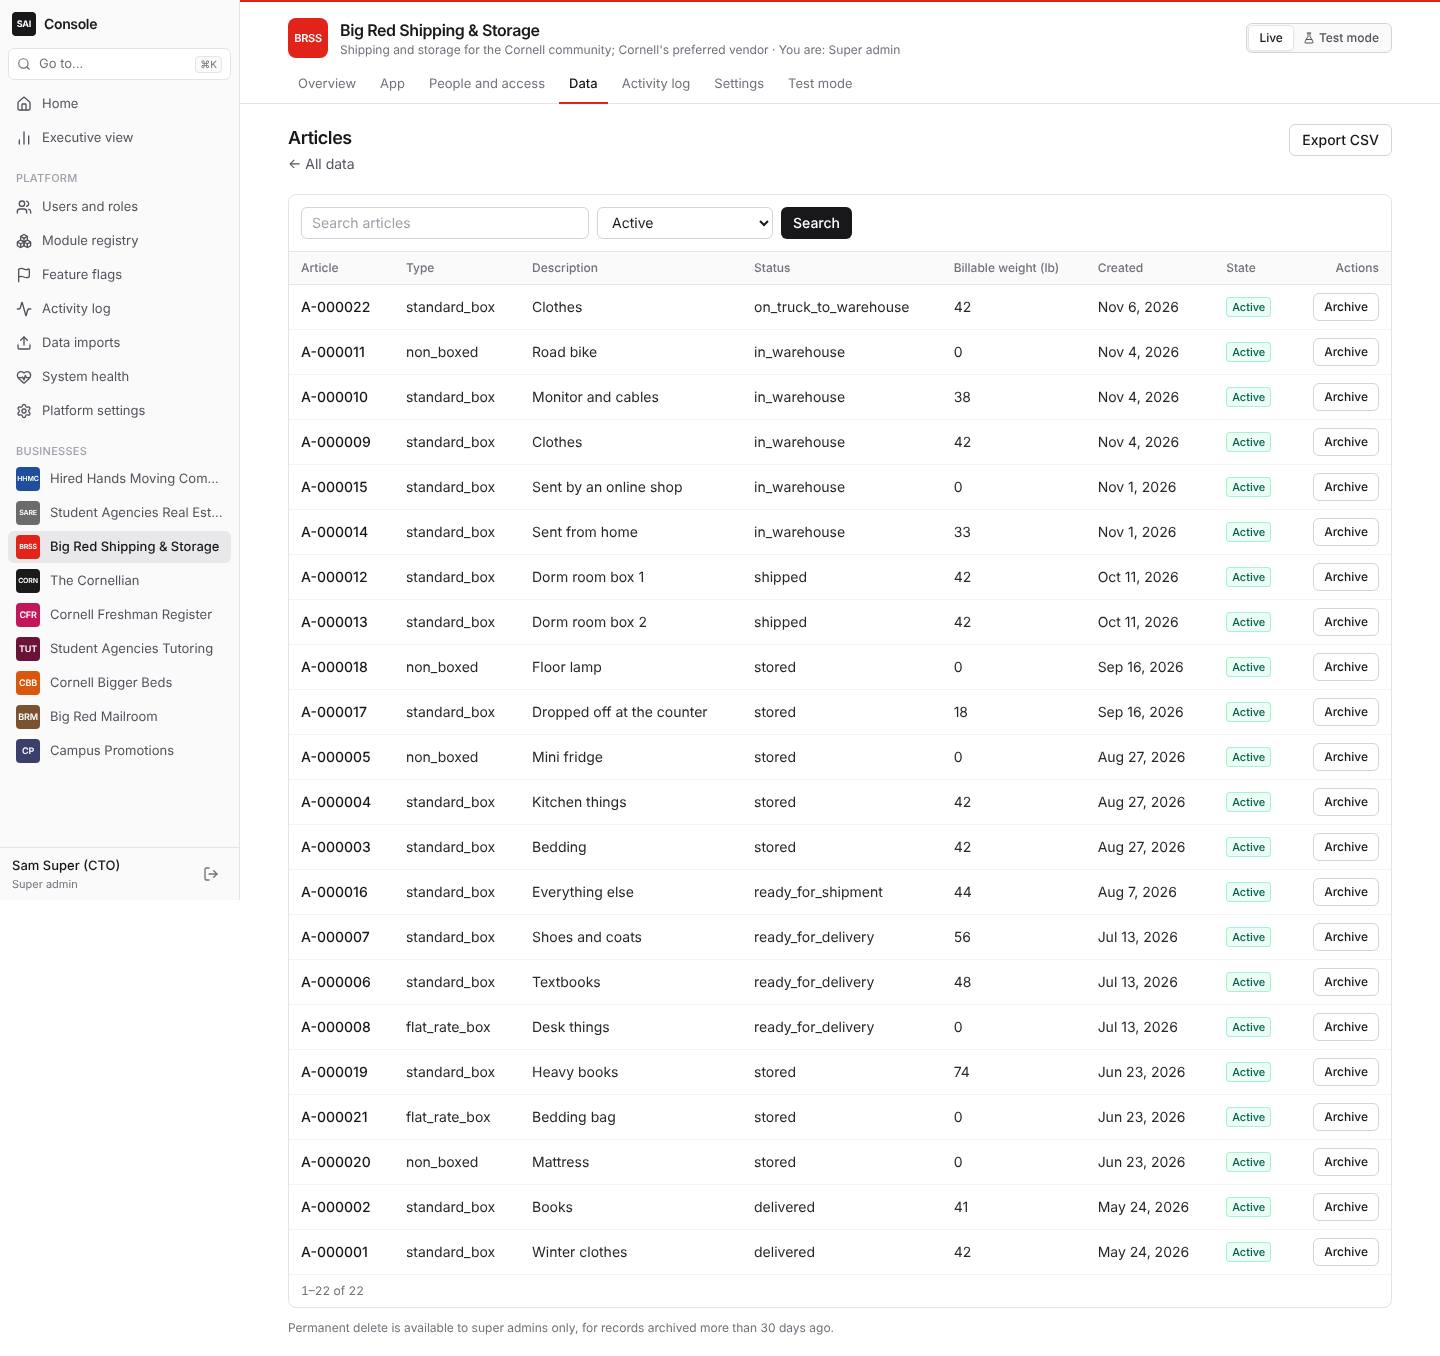 SAI Console
Go to... ⌘K
Home
Executive view
PLATFORM
Users and roles
Module registry
Feature flags
Activity log
Data imports
System health
Platform settings
BUSINESSES
HHMC Hired Hands Moving Com...
SARE Student Agencies Real Est...
BRSS Big Red Shipping & Storage
CORN The Cornellian
CFR Cornell Freshman Register
TUT Student Agencies Tutoring
CBB Cornell Bigger Beds
BRM Big Red Mailroom
CP Campus Promotions
Sam Super (CTO)
Super admin
BRSS Big Red Shipping & Storage
Shipping and storage for the Cornell community; Cornell's preferred vendor · You are: Super admin
Live Test mode
Overview App People and access Data Activity log Settings Test mode
Articles
← All data
Export CSV
Search articles Active Search
Article Type Description Status Billable weight (lb) Created State Actions
A-000022 standard_box Clothes on_truck_to_warehouse 42 Nov 6, 2026 Active Archive
A-000011 non_boxed Road bike in_warehouse 0 Nov 4, 2026 Active Archive
A-000010 standard_box Monitor and cables in_warehouse 38 Nov 4, 2026 Active Archive
A-000009 standard_box Clothes in_warehouse 42 Nov 4, 2026 Active Archive
A-000015 standard_box Sent by an online shop in_warehouse 0 Nov 1, 2026 Active Archive
A-000014 standard_box Sent from home in_warehouse 33 Nov 1, 2026 Active Archive
A-000012 standard_box Dorm room box 1 shipped 42 Oct 11, 2026 Active Archive
A-000013 standard_box Dorm room box 2 shipped 42 Oct 11, 2026 Active Archive
A-000018 non_boxed Floor lamp stored 0 Sep 16, 2026 Active Archive
A-000017 standard_box Dropped off at the counter stored 18 Sep 16, 2026 Active Archive
A-000005 non_boxed Mini fridge stored 0 Aug 27, 2026 Active Archive
A-000004 standard_box Kitchen things stored 42 Aug 27, 2026 Active Archive
A-000003 standard_box Bedding stored 42 Aug 27, 2026 Active Archive
A-000016 standard_box Everything else ready_for_shipment 44 Aug 7, 2026 Active Archive
A-000007 standard_box Shoes and coats ready_for_delivery 56 Jul 13, 2026 Active Archive
A-000006 standard_box Textbooks ready_for_delivery 48 Jul 13, 2026 Active Archive
A-000008 flat_rate_box Desk things ready_for_delivery 0 Jul 13, 2026 Active Archive
A-000019 standard_box Heavy books stored 74 Jun 23, 2026 Active Archive
A-000021 flat_rate_box Bedding bag stored 0 Jun 23, 2026 Active Archive
A-000020 non_boxed Mattress stored 0 Jun 23, 2026 Active Archive
A-000002 standard_box Books delivered 41 May 24, 2026 Active Archive
A-000001 standard_box Winter clothes delivered 42 May 24, 2026 Active Archive
1–22 of 22
Permanent delete is available to super admins only, for records archived more than 30 days ago.